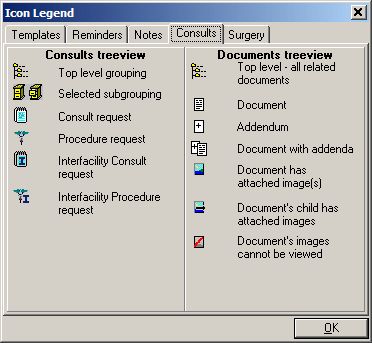 Icon Legend
Templates Reminders Notes Consults Surgery
Consults treeview
Top level grouping
Selected subgrouping
Consult request
Procedure request
Interfacility Consult
request
Interfacility Procedure
request
Documents treeview
Top level - all related
documents
Document
Addendum
Document with addenda
Document has
attached image(s)
Document's child has
attached images
Document's images
cannot be viewed
OK